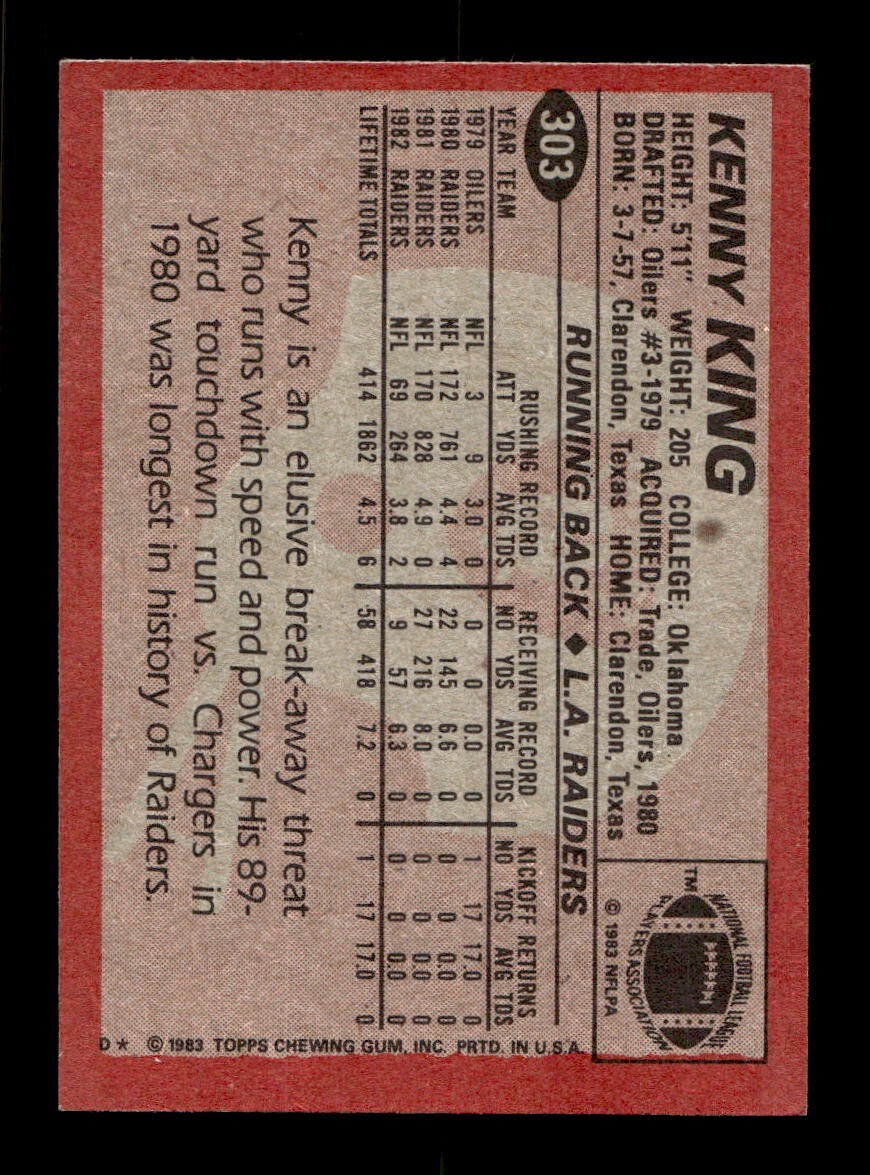 KENNY KING
HEIGHT: 5'11" WEIGHT: 205 COLLEGE: Oklahoma
DRAFTED: Oilers #3-1979 ACQUIRED: Trade, Oilers, 1980
BORN: 3-7-57, Clarendon, Texas HOME: Clarendon, Texas
NATIONAL FOOTBALL LEAGUE
PLAYERS ASSOCIATION
TM
© 1983 NFLPA
303 RUNNING BACK ◆ L.A. RAIDERS
RUSHING RECORD RECEIVING RECORD KICKOFF RETURNS
YEAR TEAM ATT YDS AVG TDS NO YDS AVG TDS NO YDS AVG TDS
1979 OILERS NFL 3 9 3.0 0 0 0 0.0 0 1 17 17.0 0
1980 RAIDERS NFL 172 761 4.4 4 22 145 6.6 0 0 0 0.0 0
1981 RAIDERS NFL 170 828 4.9 0 27 216 8.0 0 0 0 0.0 0
1982 RAIDERS NFL 69 264 3.8 2 9 57 6.3 0 0 0 0.0 0
LIFETIME TOTALS 414 1862 4.5 6 58 418 7.2 0 1 17 17.0 0
Kenny is an elusive break-away threat
who runs with speed and power. His 89-
yard touchdown run vs. Chargers in
1980 was longest in history of Raiders.
D * © 1983 TOPPS CHEWING GUM, INC. PRTD. IN U.S.A.